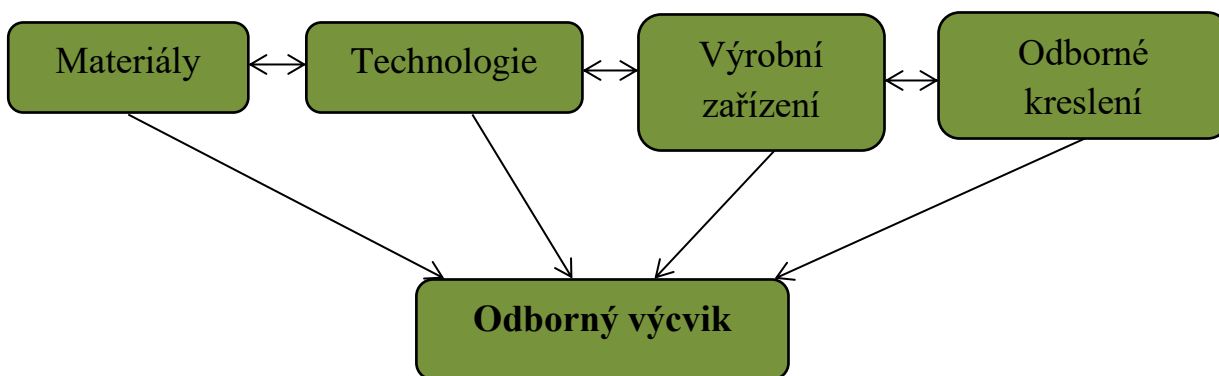 Materiály
Technologie
Výrobní
zařízení
Odborné
kreslení
Odborný výcvik